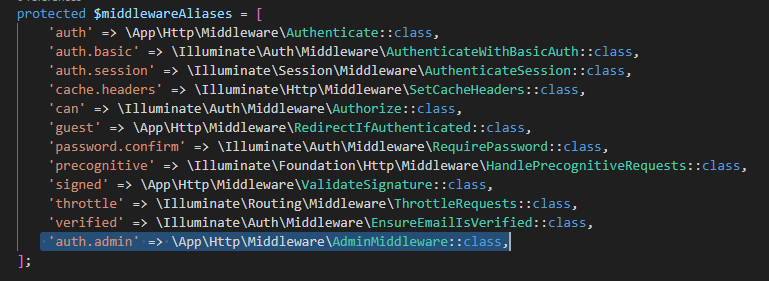 protected $middlewareAliases = [
'auth' => \App\Http\Middleware\Authenticate::class,
'auth.basic' => \Illuminate\Auth\Middleware\AuthenticateWithBasicAuth::class,
'auth.session' => \Illuminate\Session\Middleware\AuthenticateSession::class,
'cache.headers' => \Illuminate\Http\Middleware\SetCacheHeaders::class,
'can' => \Illuminate\Auth\Middleware\Authorize::class,
'guest' => \App\Http\Middleware\RedirectIfAuthenticated::class,
'password.confirm' => \Illuminate\Auth\Middleware\RequirePassword::class,
'precognitive' => \Illuminate\Foundation\Http\Middleware\HandlePrecognitiveRequests::class,
'signed' => \App\Http\Middleware\ValidateSignature::class,
'throttle' => \Illuminate\Routing\Middleware\ThrottleRequests::class,
'verified' => \Illuminate\Auth\Middleware\EnsureEmailIsVerified::class,
'auth.admin' => \App\Http\Middleware\AdminMiddleware::class,
];